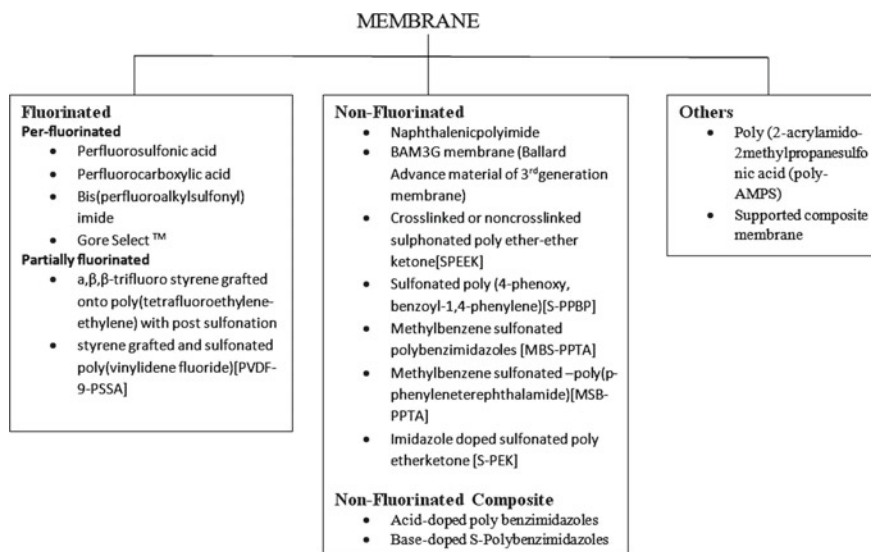 MEMBRANE
Fluorinated
Per-fluorinated
• Perfluorosulfonic acid
• Perfluorocarboxylic acid
• Bis(perfluoroalkylsulfonyl)
imide
• Gore Select ™
Partially fluorinated
• a,β,β-trifluoro styrene grafted
onto poly(tetrafluoroethylene-
ethylene) with post sulfonation
• styrene grafted and sulfonated
poly(vinylidene fluoride)[PVDF-
9-PSSA]
Non-Fluorinated
• Naphthalenicpolyimide
• BAM3G membrane (Ballard
Advance material of 3rdgeneration
membrane)
• Crosslinked or noncrosslinked
sulphonated poly ether-ether
ketone[SPEEK]
• Sulfonated poly (4-phenoxy,
benzoyl-1,4-phenylene)[S-PPBP]
• Methylbenzene sulfonated
polybenzimidazoles [MBS-PPTA]
• Methylbenzene sulfonated –poly(p-
phenyleneterephthalamide)[MSB-
PPTA]
• Imidazole doped sulfonated poly
etherketone [S-PEK]
Non-Fluorinated Composite
• Acid-doped poly benzimidazoles
• Base-doped S-Polybenzimidazoles
Others
• Poly (2-acrylamido-
2methylpropanesulfo
nic acid (poly-
AMPS)
• Supported composite
membrane